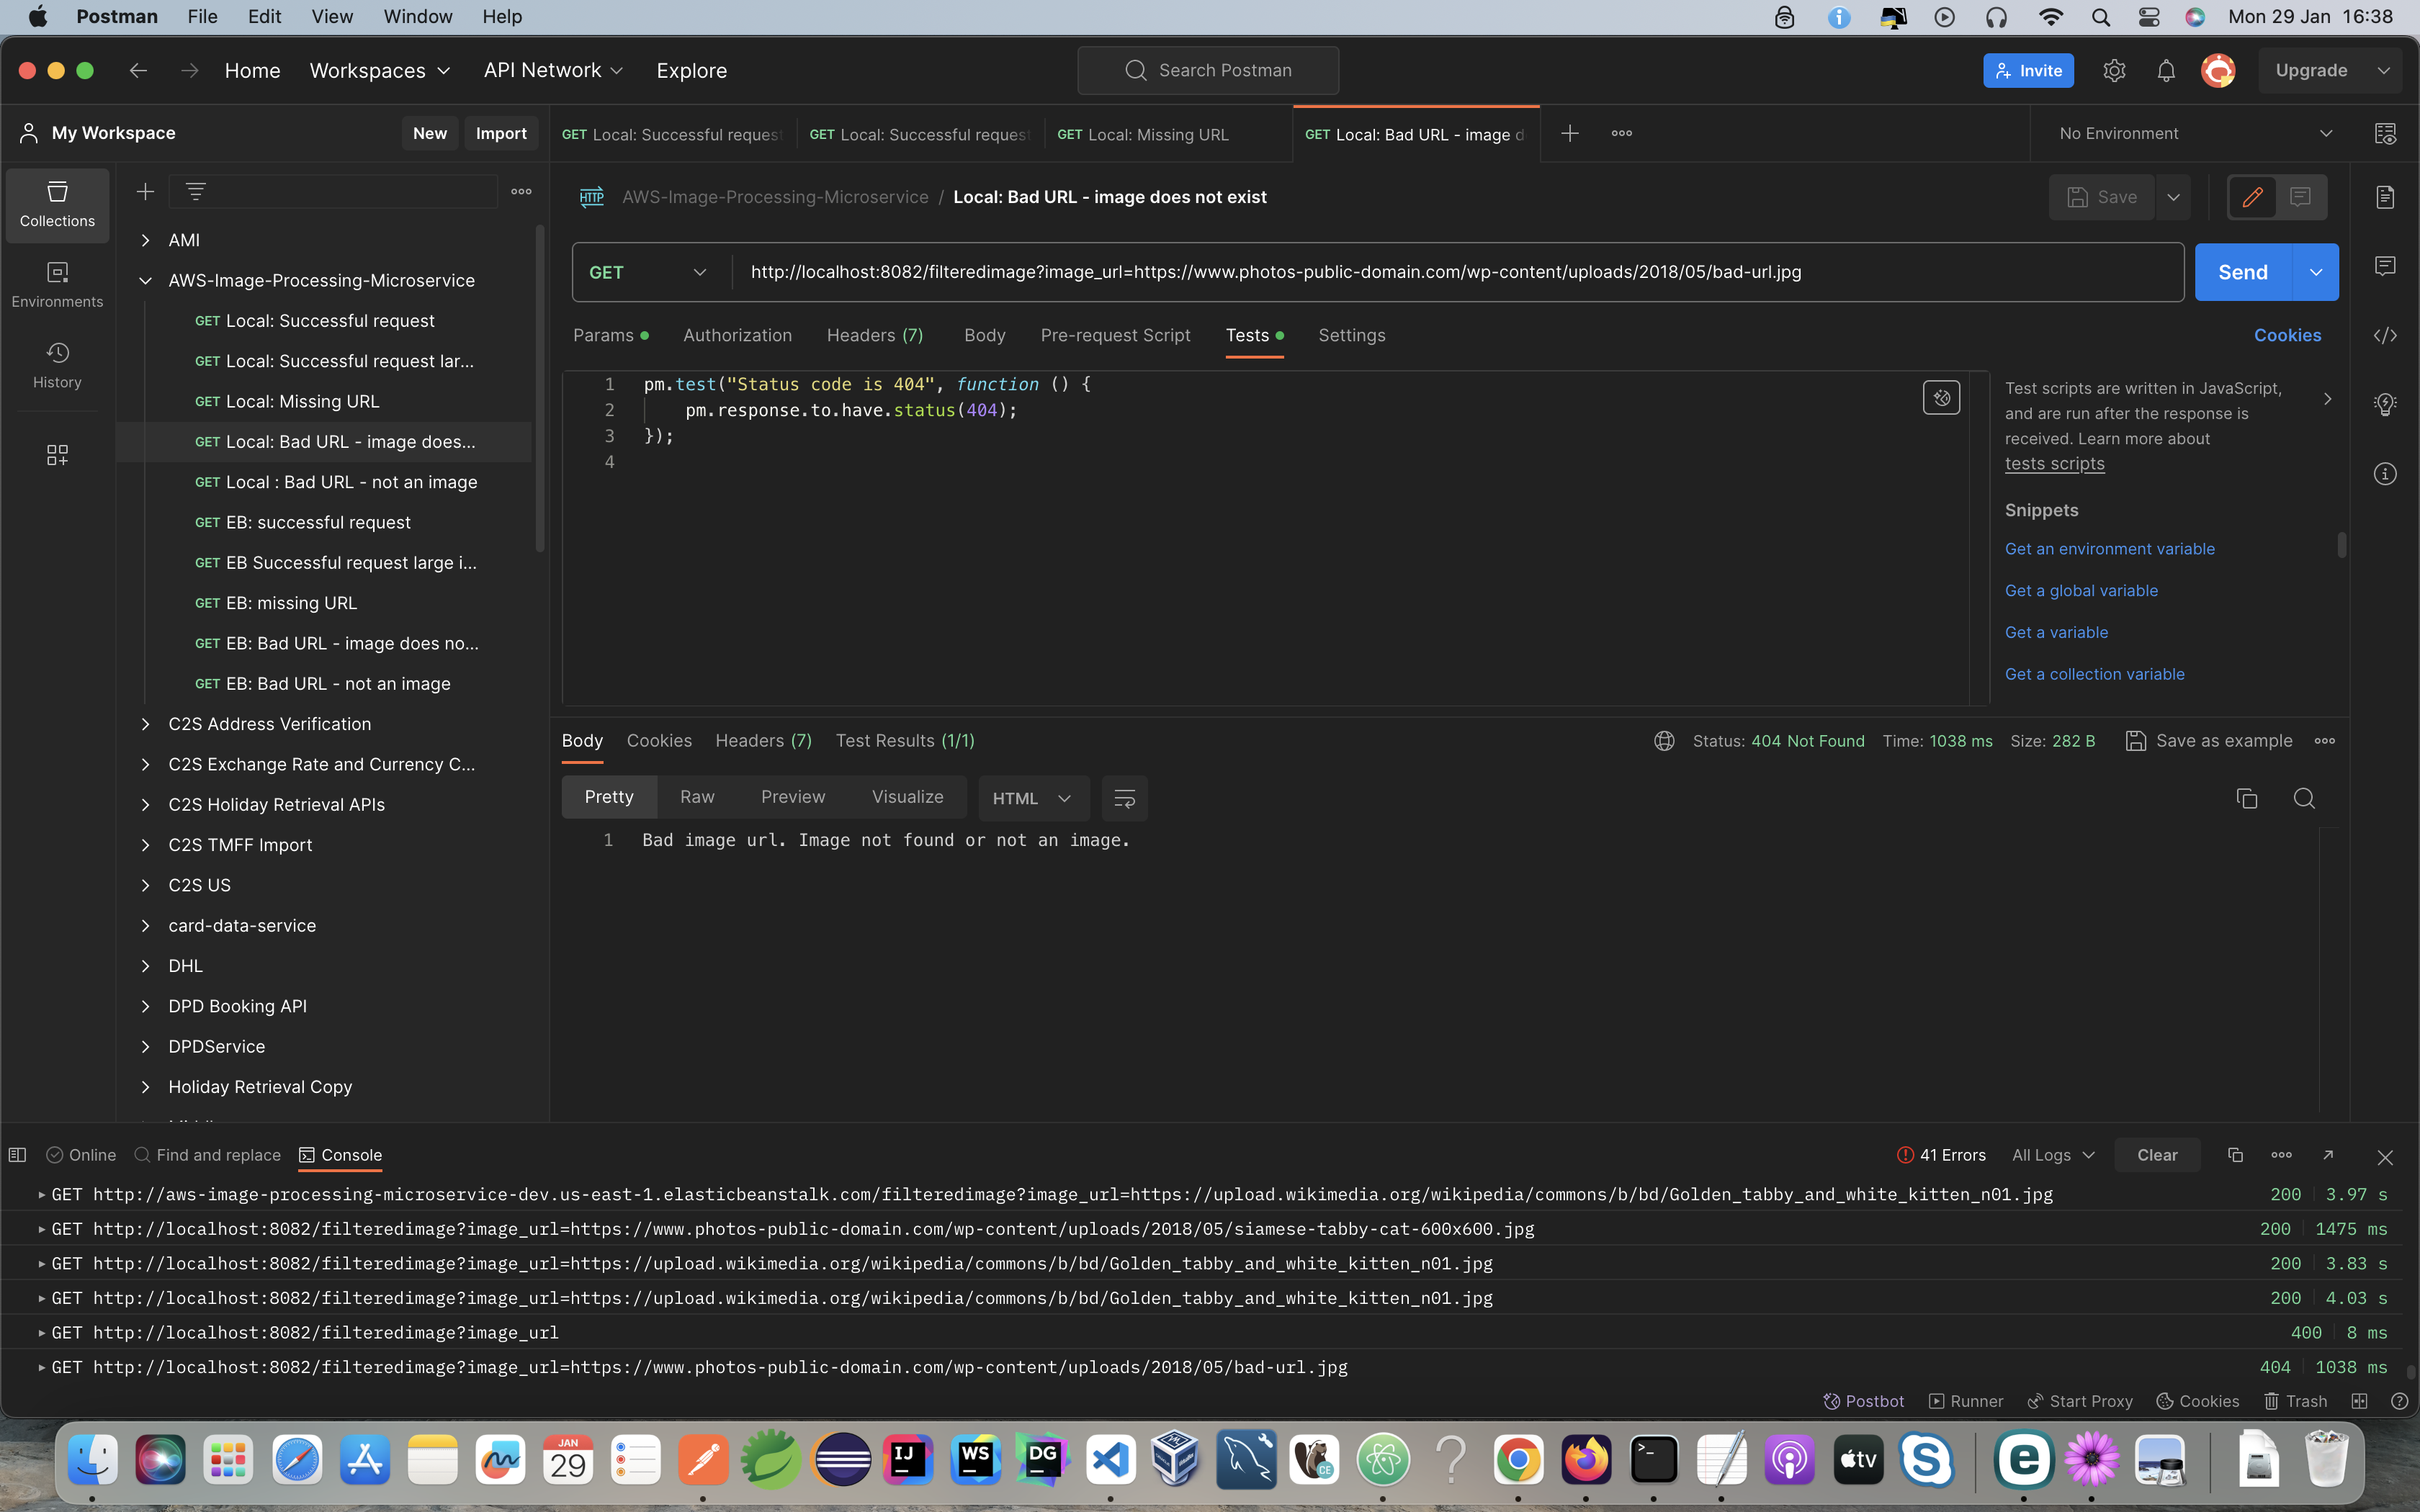 Postman File Edit View Window Help Mon 29 Jan 16:38
Home Workspaces API Network Explore Search Postman Invite Upgrade
My Workspace New Import
GET Local: Successful reques GET Local: Successful request GET Local: Missing URL GET Local: Bad URL - image d No Environment
Collections
Environments
History
AMI
AWS-Image-Processing-Microservice
GET Local: Successful request
GET Local: Successful request lar...
GET Local: Missing URL
GET Local: Bad URL - image does...
GET Local : Bad URL - not an image
GET EB: successful request
GET EB Successful request large i...
GET EB: missing URL
GET EB: Bad URL - image does no...
GET EB: Bad URL - not an image
C2S Address Verification
C2S Exchange Rate and Currency C...
C2S Holiday Retrieval APIs
C2S TMFF Import
C2S US
card-data-service
DHL
DPD Booking API
DPDService
Holiday Retrieval Copy
HTTP AWS-Image-Processing-Microservice / Local: Bad URL - image does not exist Save
GET http://localhost:8082/filteredimage?image_url=https://www.photos-public-domain.com/wp-content/uploads/2018/05/bad-url.jpg Send
Params Authorization Headers (7) Body Pre-request Script Tests Settings Cookies
1 pm.test("Status code is 404", function () {
2 pm.response.to.have.status(404);
3 });
4
Test scripts are written in JavaScript,
and are run after the response is
received. Learn more about
tests scripts
Snippets
Get an environment variable
Get a global variable
Get a variable
Get a collection variable
Body Cookies Headers (7) Test Results (1/1) Status: 404 Not Found Time: 1038 ms Size: 282 B Save as example
Pretty Raw Preview Visualize HTML
1 Bad image url. Image not found or not an image.
Online Find and replace Console 41 Errors All Logs Clear
GET http://aws-image-processing-microservice-dev.us-east-1.elasticbeanstalk.com/filteredimage?image_url=https://upload.wikimedia.org/wikipedia/commons/b/bd/Golden_tabby_and_white_kitten_n01.jpg 200 3.97 s
GET http://localhost:8082/filteredimage?image_url=https://www.photos-public-domain.com/wp-content/uploads/2018/05/siamese-tabby-cat-600x600.jpg 200 1475 ms
GET http://localhost:8082/filteredimage?image_url=https://upload.wikimedia.org/wikipedia/commons/b/bd/Golden_tabby_and_white_kitten_n01.jpg 200 3.83 s
GET http://localhost:8082/filteredimage?image_url=https://upload.wikimedia.org/wikipedia/commons/b/bd/Golden_tabby_and_white_kitten_n01.jpg 200 4.03 s
GET http://localhost:8082/filteredimage?image_url 400 8 ms
GET http://localhost:8082/filteredimage?image_url=https://www.photos-public-domain.com/wp-content/uploads/2018/05/bad-url.jpg 404 1038 ms
Postbot Runner Start Proxy Cookies Trash
JAN
29
IJ WS DG CE tv